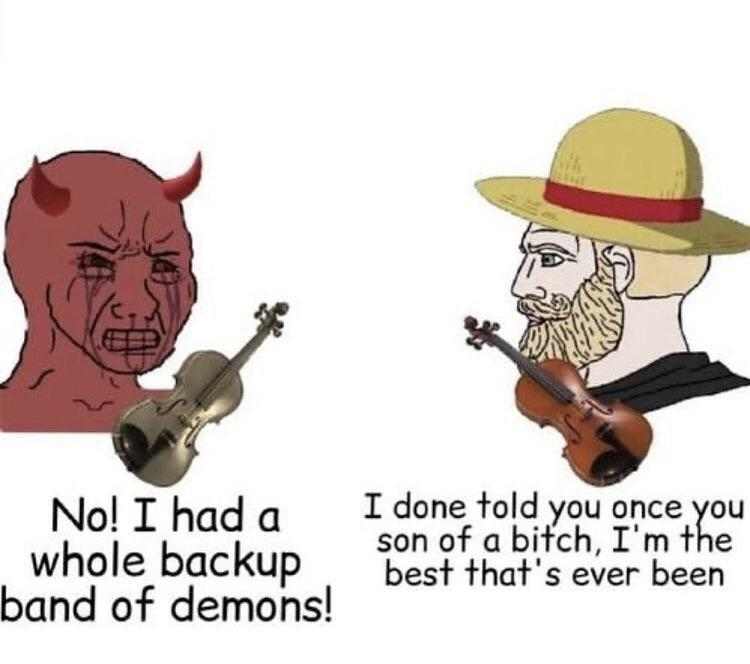 No! I had a
whole backup
band of demons!
I done told you once you
son of a bitch, I'm the
best that's ever been